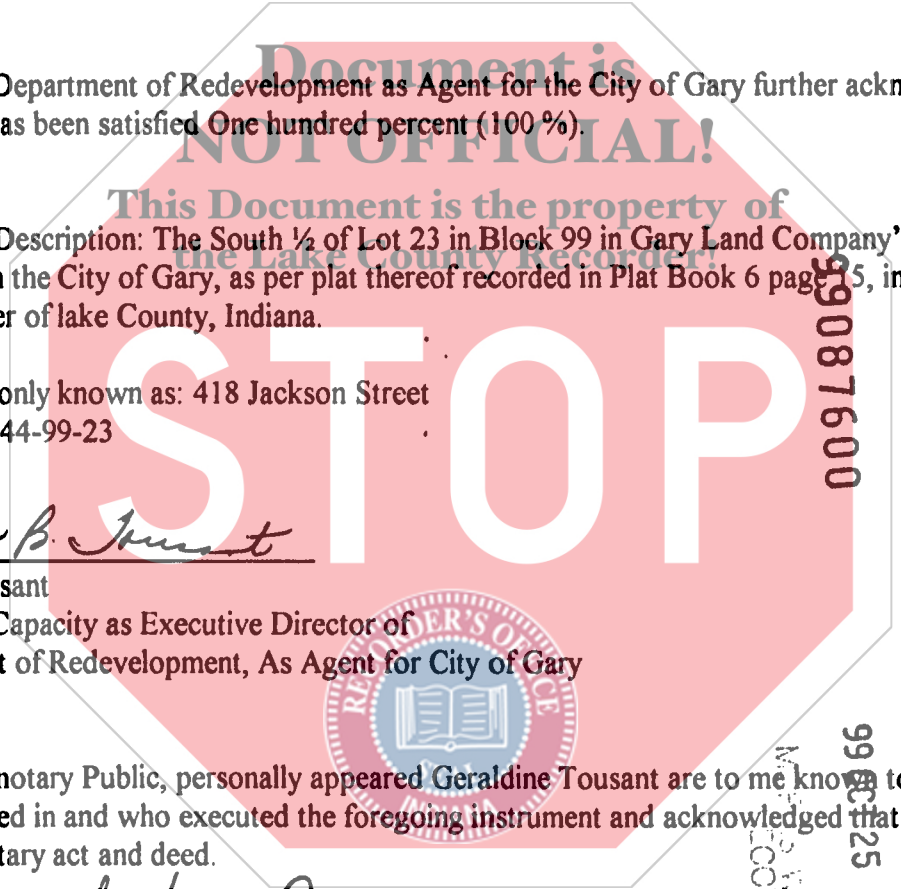 Document is
Department of Redevelopment as Agent for the City of Gary further ackn
as been satisfied One hundred percent (100 %).
NOT OFFICIAL!
This Document is the property of
Description: The South ½ of Lot 23 in Block 99 in Gary Land Company'
the Lake County Recorder!
the City of Gary, as per plat thereof recorded in Plat Book 6 page 15, in
er of lake County, Indiana.
STOP
only known as: 418 Jackson Street
44-99-23
99087600
B. Tousant
sant
Capacity as Executive Director of
t of Redevelopment, As Agent for City of Gary
RECORDER'S OFFICE
SEAL
INDIANA
notary Public, personally appeared Geraldine Tousant are to me known to
ed in and who executed the foregoing instrument and acknowledged that
tary act and deed.